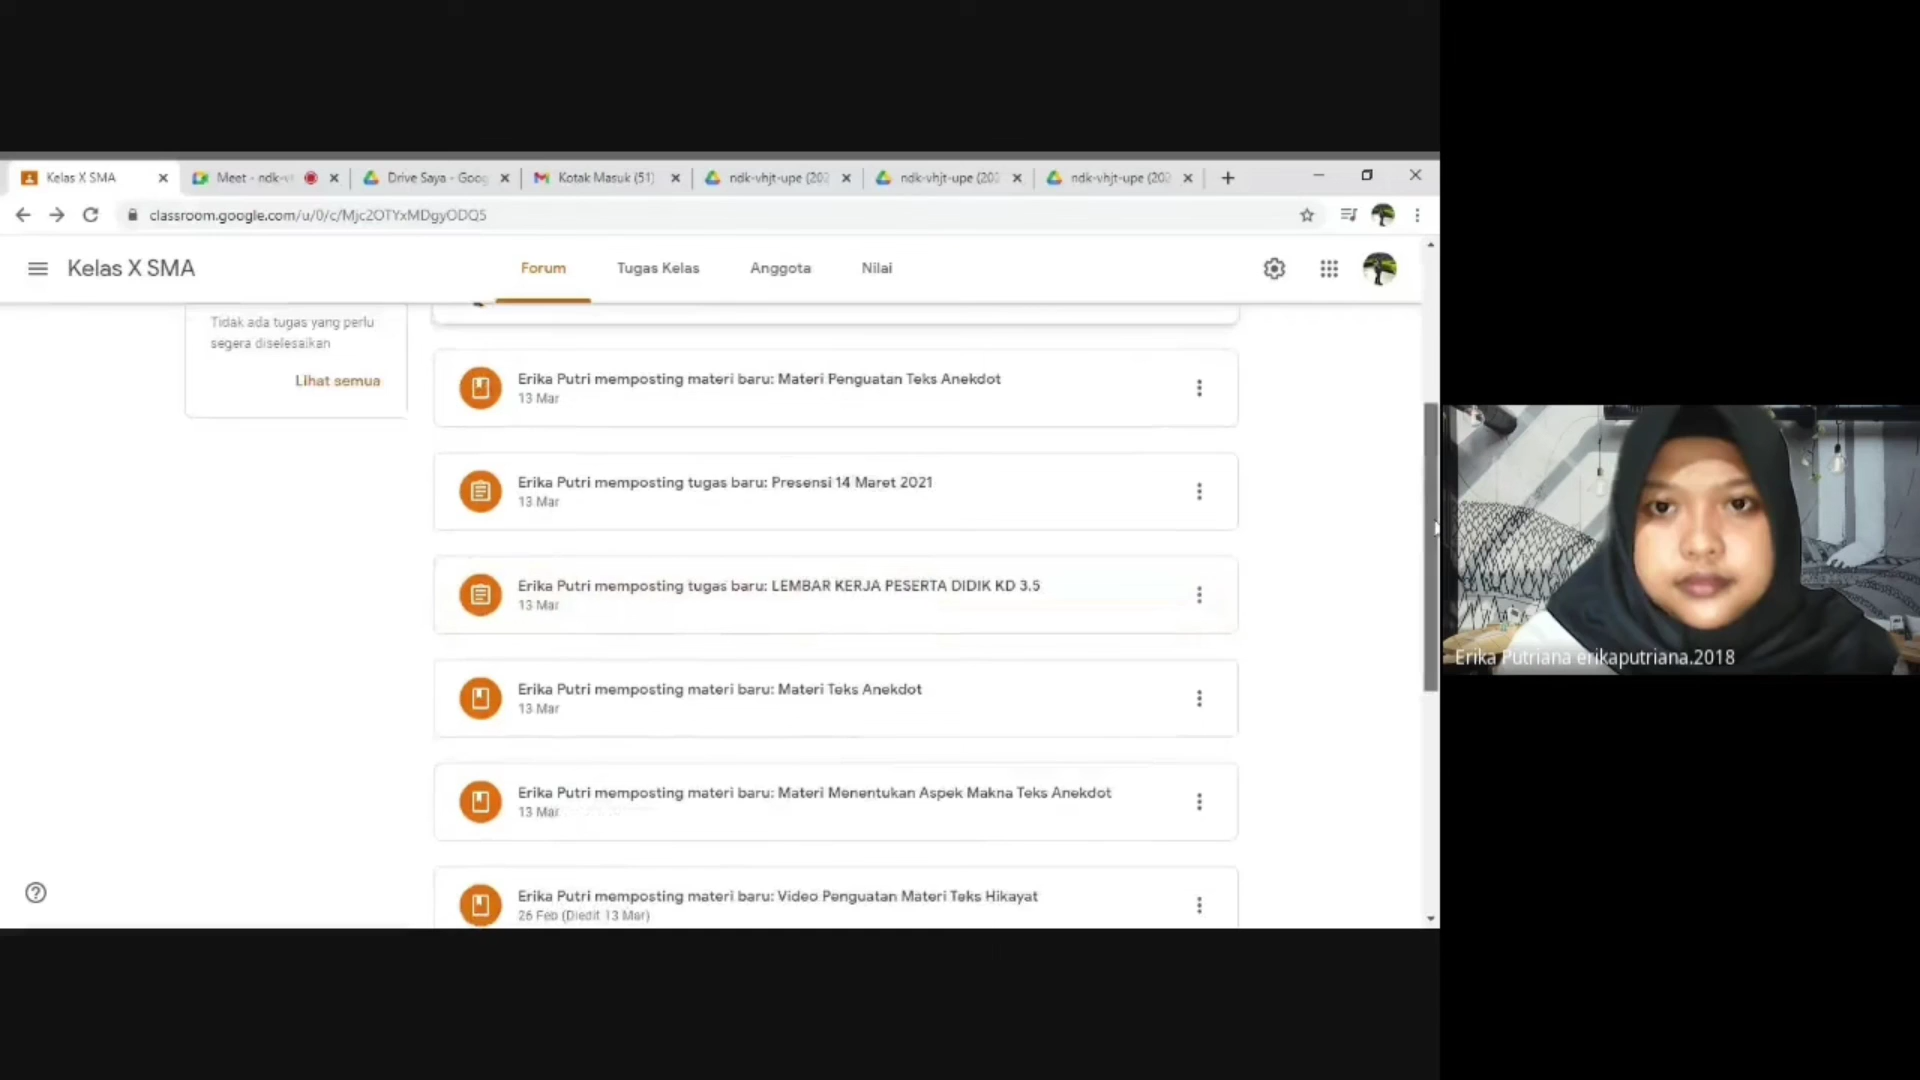 Kelas X SMA
Meet - ndk-v
Drive Saya - Goog
Kotak Masuk (51)
ndk-vhjt-upe (202
ndk-vhjt-upe (202
ndk-vhjt-upe (202
classroom.google.com/u/0/c/Mjc2OTYxMDgyODQ5
Kelas X SMA
Forum
Tugas Kelas
Anggota
Nilai
Tidak ada tugas yang perlu
segera diselesaikan
Lihat semua
Erika Putri memposting materi baru: Materi Penguatan Teks Anekdot
13 Mar
Erika Putri memposting tugas baru: Presensi 14 Maret 2021
13 Mar
Erika Putri memposting tugas baru: LEMBAR KERJA PESERTA DIDIK KD 3.5
13 Mar
Erika Putri memposting materi baru: Materi Teks Anekdot
13 Mar
Erika Putri memposting materi baru: Materi Menentukan Aspek Makna Teks Anekdot
13 Mar
Erika Putri memposting materi baru: Video Penguatan Materi Teks Hikayat
26 Feb (Diedit 13 Mar)
Erika Putriana erikaputriana.2018